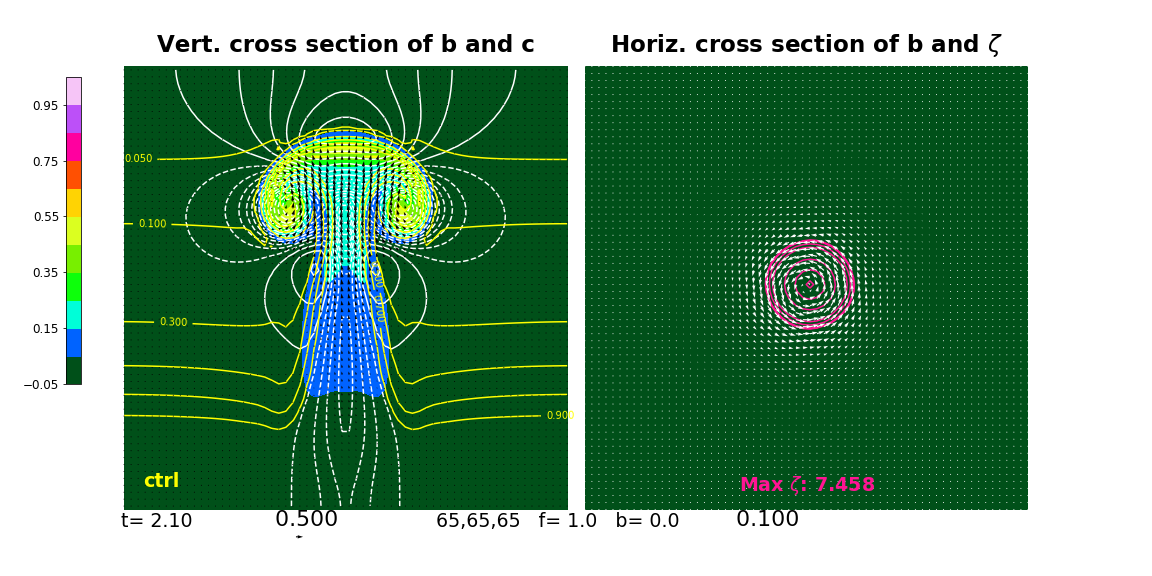 Vert. cross section of b and c
Horiz. cross section of b and ζ
0.95
0.75
0.55
0.35
0.15
−0.05
0.050
0.100
0.300
0.900
ctrl
Max ζ: 7.458
t= 2.10 0.500 65,65,65 f= 1.0 b= 0.0 0.100